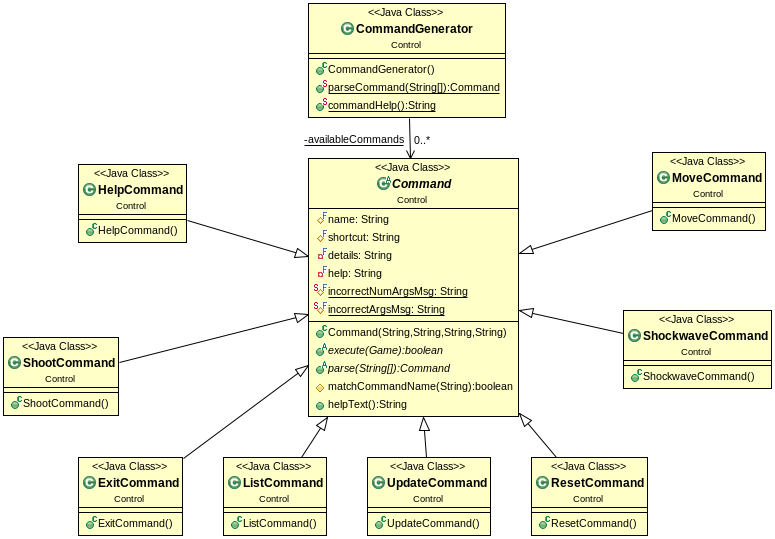 <<Java Class>>
CommandGenerator
Control
CommandGenerator()
parseCommand(String[]):Command
commandHelp():String
-availableCommands 0..*
<<Java Class>>
HelpCommand
Control
HelpCommand()
<<Java Class>>
Command
Control
name: String
shortcut: String
details: String
help: String
incorrectNumArgsMsg: String
incorrectArgsMsg: String
Command(String,String,String,String)
execute(Game):boolean
parse(String[]):Command
matchCommandName(String):boolean
helpText():String
<<Java Class>>
MoveCommand
Control
MoveCommand()
<<Java Class>>
ShockwaveCommand
Control
ShockwaveCommand()
<<Java Class>>
ShootCommand
Control
ShootCommand()
<<Java Class>>
ExitCommand
Control
ExitCommand()
<<Java Class>>
ListCommand
Control
ListCommand()
<<Java Class>>
UpdateCommand
Control
UpdateCommand()
<<Java Class>>
ResetCommand
Control
ResetCommand()